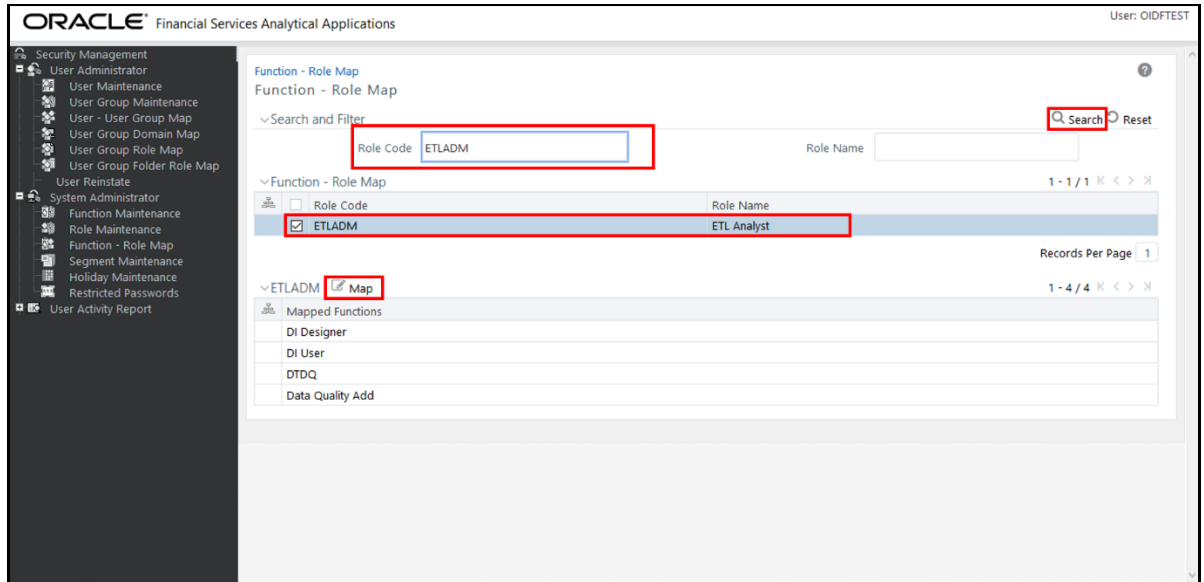 ORACLE® Financial Services Analytical Applications
User: OIDFTEST
Security Management
User Administrator
User Maintenance
User Group Maintenance
User - User Group Map
User Group Domain Map
User Group Role Map
User Group Folder Role Map
User Reinstate
System Administrator
Function Maintenance
Role Maintenance
Function - Role Map
Segment Maintenance
Holiday Maintenance
Restricted Passwords
User Activity Report
Function - Role Map
Function - Role Map
Search and Filter
Search Reset
Role Code ETLADM Role Name
Function - Role Map 1 - 1 / 1
Role Code Role Name
ETLADM ETL Analyst
Records Per Page 1
ETLADM Map 1 - 4 / 4
Mapped Functions
DI Designer
DI User
DTDQ
Data Quality Add